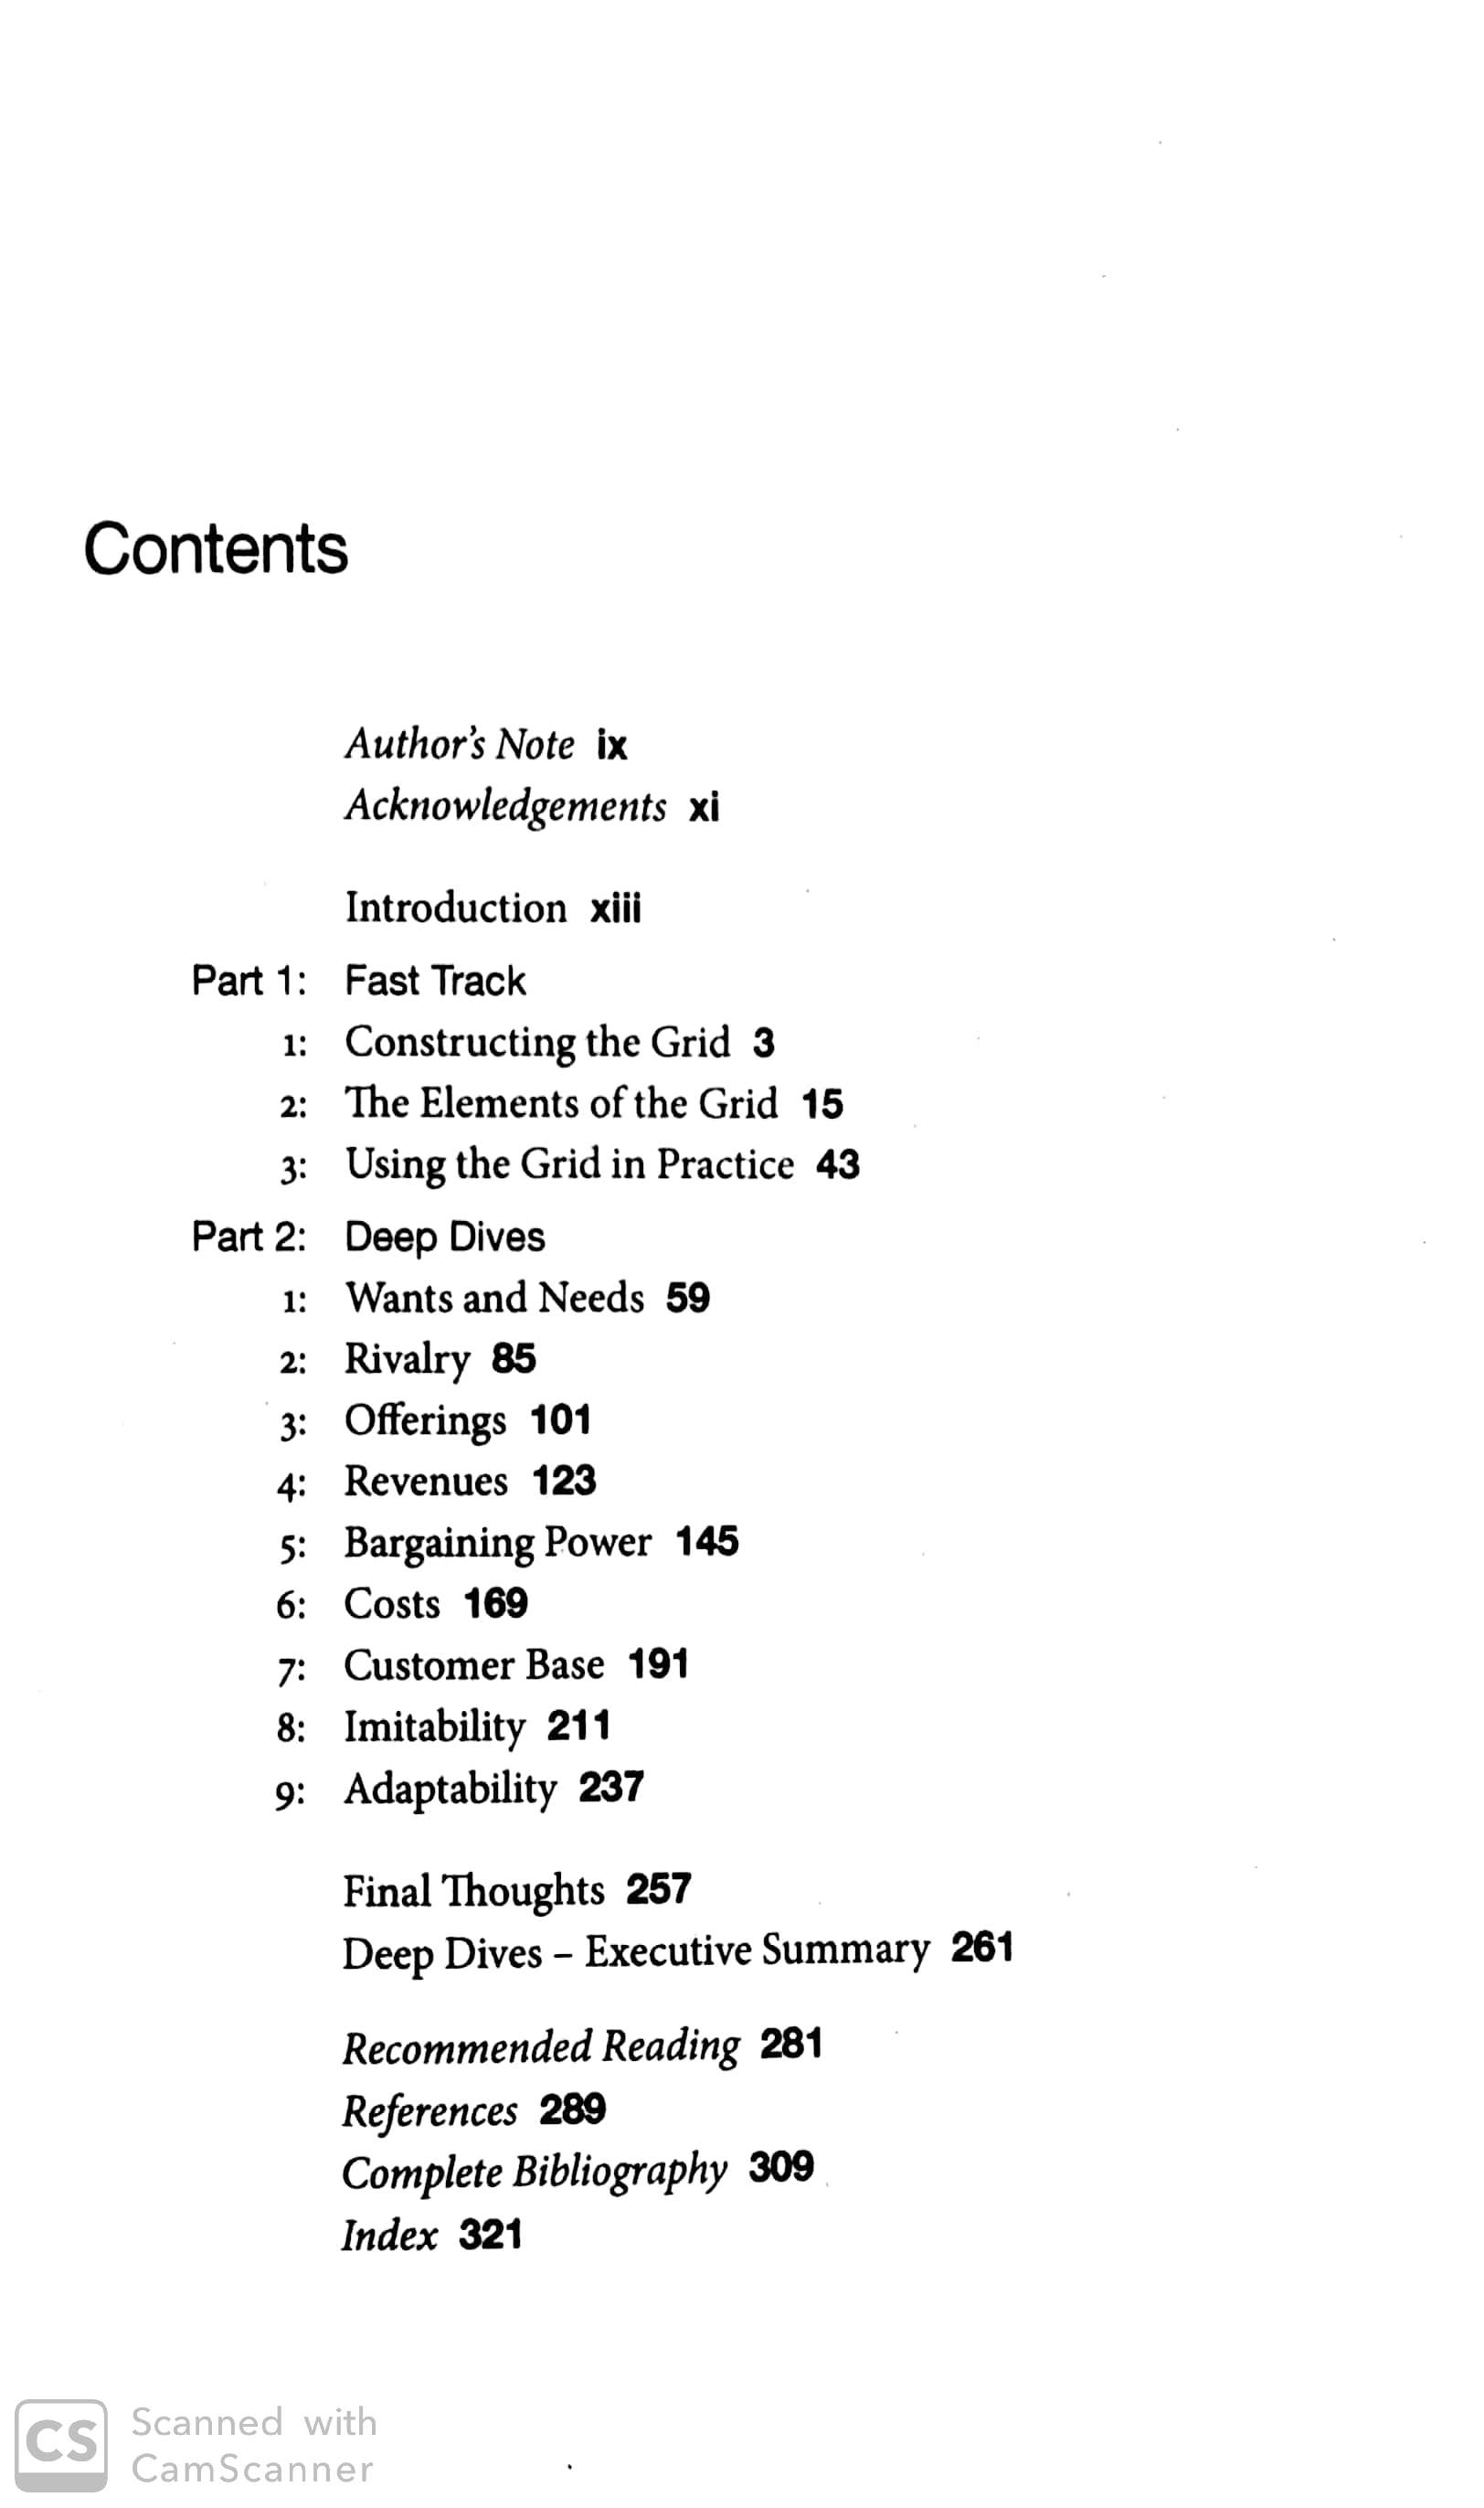 Contents
Author's Note ix
Acknowledgements xi
Introduction xiii
Part 1: Fast Track
1: Constructing the Grid 3
2: The Elements of the Grid 15
3: Using the Grid in Practice 43
Part 2: Deep Dives
1: Wants and Needs 59
2: Rivalry 85
3: Offerings 101
4: Revenues 123
5: Bargaining Power 145
6: Costs 169
7: Customer Base 191
8: Imitability 211
9: Adaptability 237
Final Thoughts 257
Deep Dives – Executive Summary 261
Recommended Reading 281
References 289
Complete Bibliography 309
Index 321
CS Scanned with
CamScanner